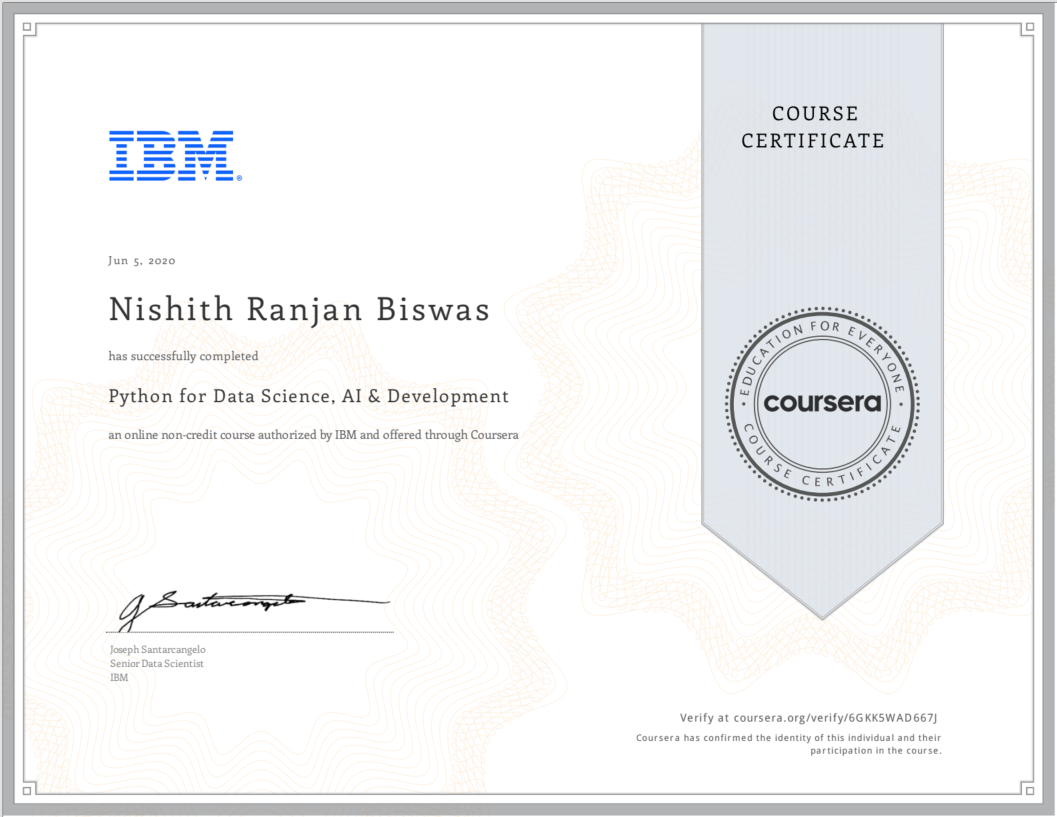 COURSE
CERTIFICATE
IBM®
Jun 5, 2020
Nishith Ranjan Biswas
has successfully completed
Python for Data Science, AI & Development
an online non-credit course authorized by IBM and offered through Coursera
EDUCATION FOR EVERYONE
coursera
COURSE CERTIFICATE
J Santarcangelo
Joseph Santarcangelo
Senior Data Scientist
IBM
Verify at coursera.org/verify/6GKK5WAD667J
Coursera has confirmed the identity of this individual and their
participation in the course.